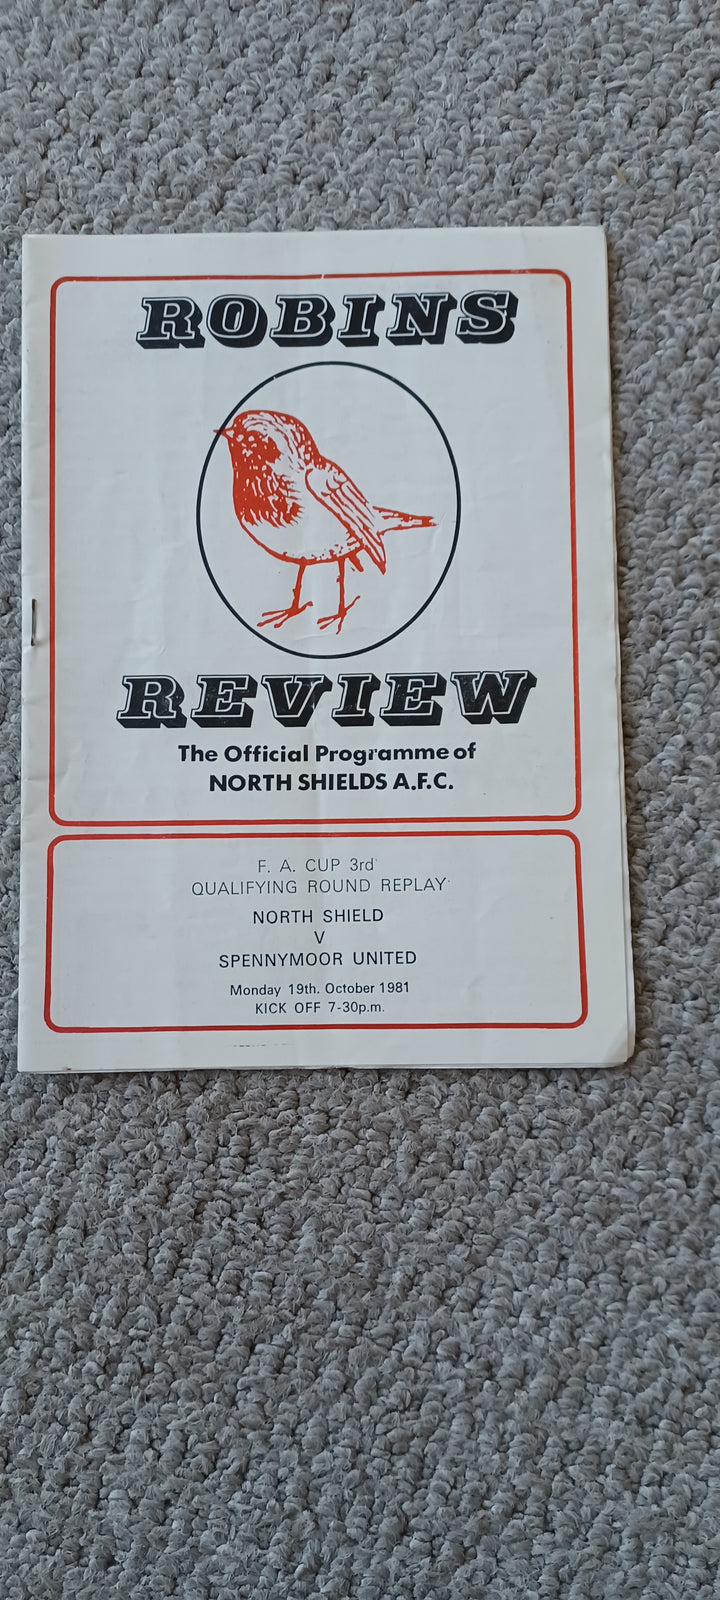 ROBINS
REVIEW
The Official Programme of
NORTH SHIELDS A.F.C.
F. A. CUP 3rd
QUALIFYING ROUND REPLAY
NORTH SHIELD
V
SPENNYMOOR UNITED
Monday 19th. October 1981
KICK OFF 7-30p.m.